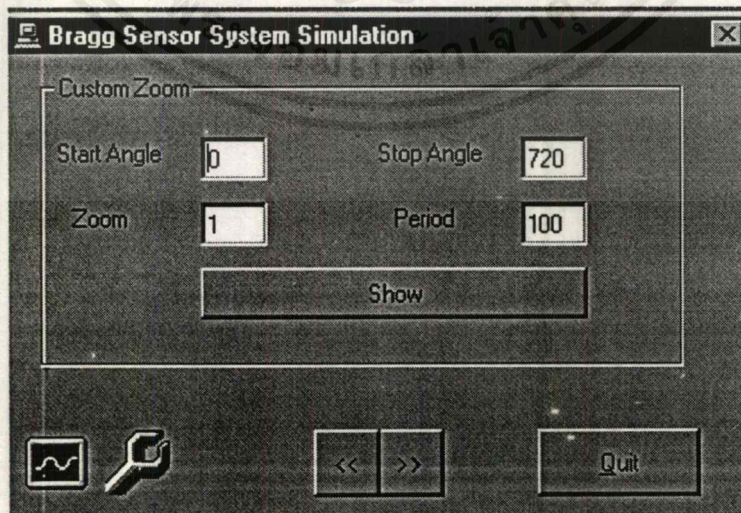 Bragg Sensor System Simulation
Custom Zoom
Start Angle 0 Stop Angle 720
Zoom 1 Period 100
Show
<< >> Quit